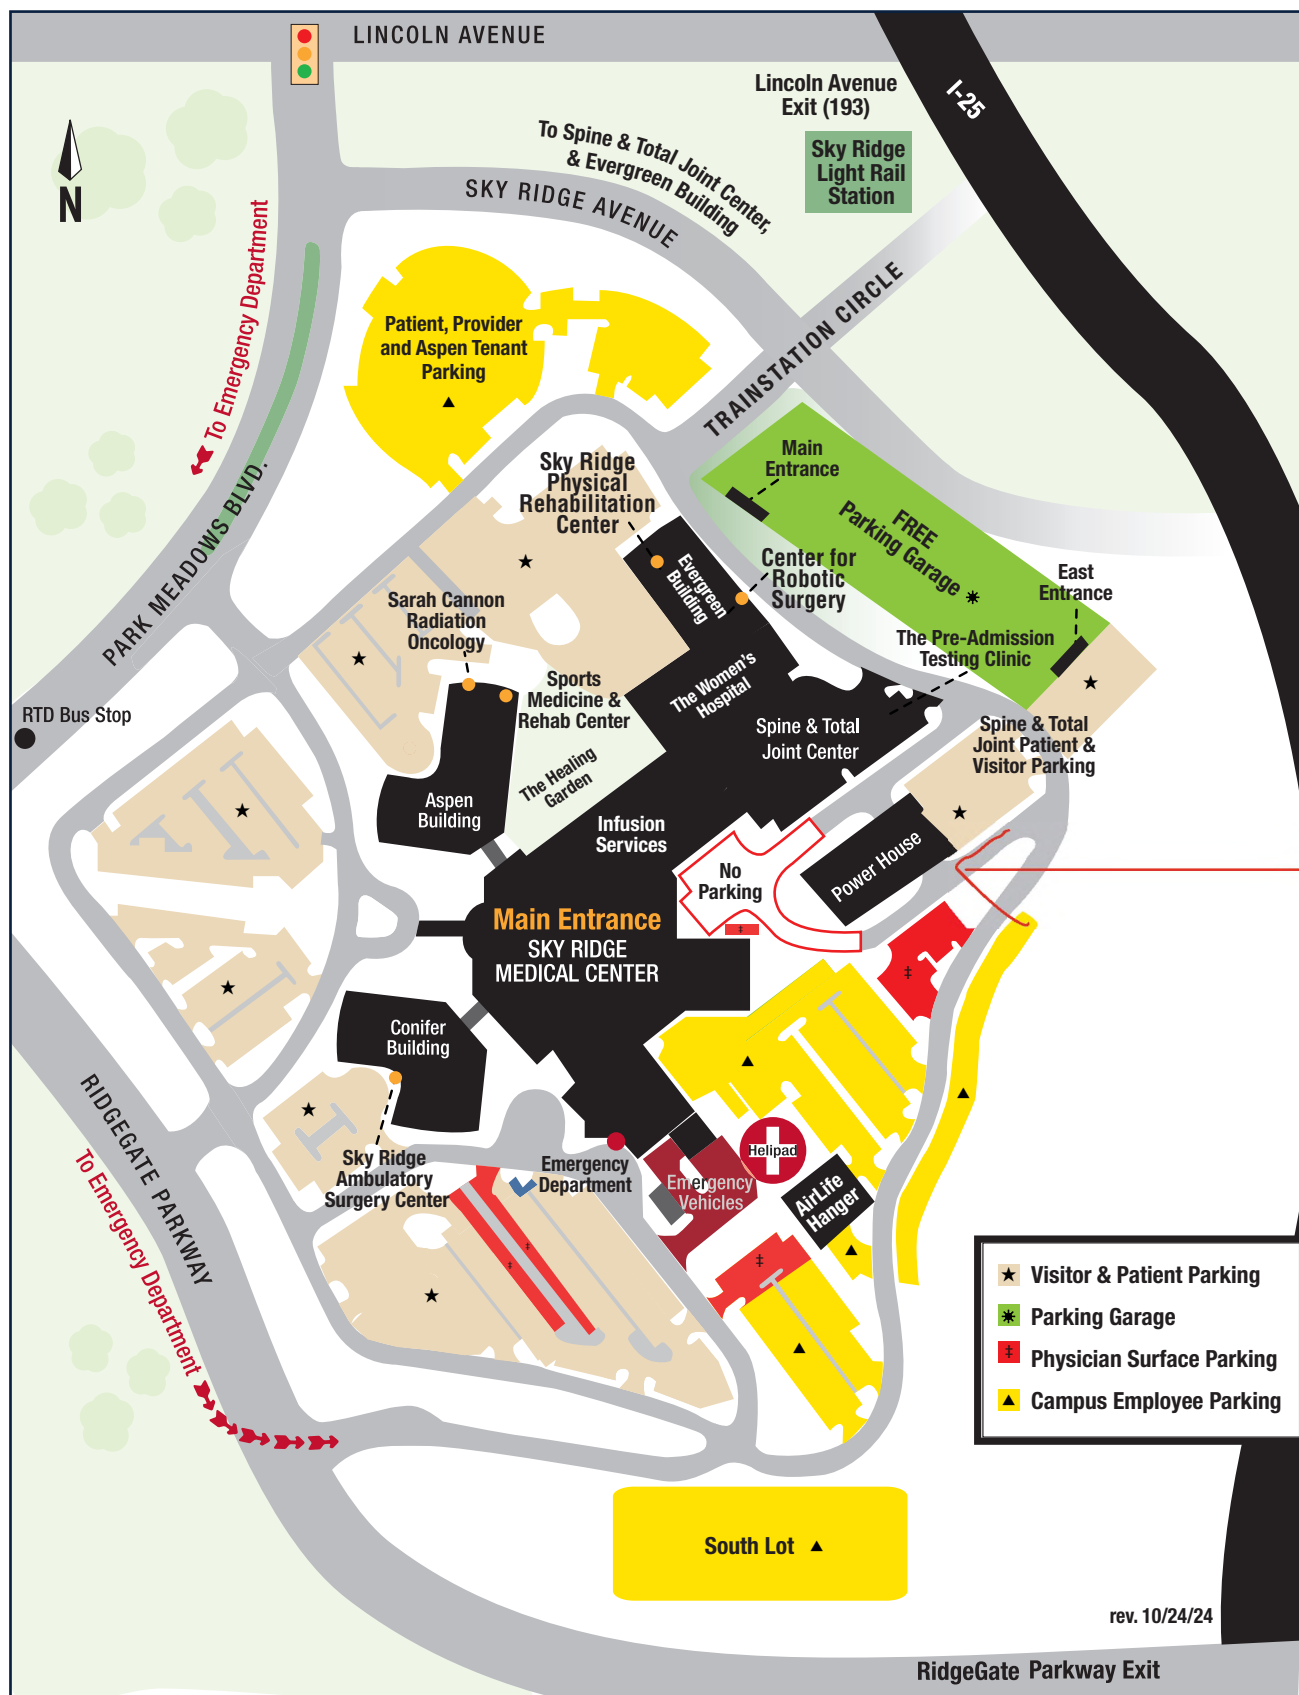 LINCOLN AVENUE
Lincoln Avenue
Exit (193)
I-25
Sky Ridge
Light Rail
Station
To Spine & Total Joint Center,
& Evergreen Building
SKY RIDGE AVENUE
N
To Emergency Department
TRAINSTATION CIRCLE
Patient, Provider
and Aspen Tenant
Parking
PARK MEADOWS BLVD.
Sky Ridge
Physical
Rehabilitation
Center
Main
Entrance
FREE
Parking Garage
East
Entrance
Evergreen
Building
Center for
Robotic
Surgery
Sarah Cannon
Radiation
Oncology
The Pre-Admission
Testing Clinic
Sports
Medicine &
Rehab Center
The Women's
Hospital
RTD Bus Stop
Spine & Total
Joint Center
Spine & Total
Joint Patient &
Visitor Parking
The Healing
Garden
Aspen
Building
Infusion
Services
Power House
No
Parking
Main Entrance
SKY RIDGE
MEDICAL CENTER
Conifer
Building
RIDGEGATE PARKWAY
To Emergency Department
Sky Ridge
Ambulatory
Surgery Center
Emergency
Department
Emergency
Vehicles
Helipad
AirLife
Hanger
Visitor & Patient Parking
Parking Garage
Physician Surface Parking
Campus Employee Parking
South Lot
rev. 10/24/24
RidgeGate Parkway Exit